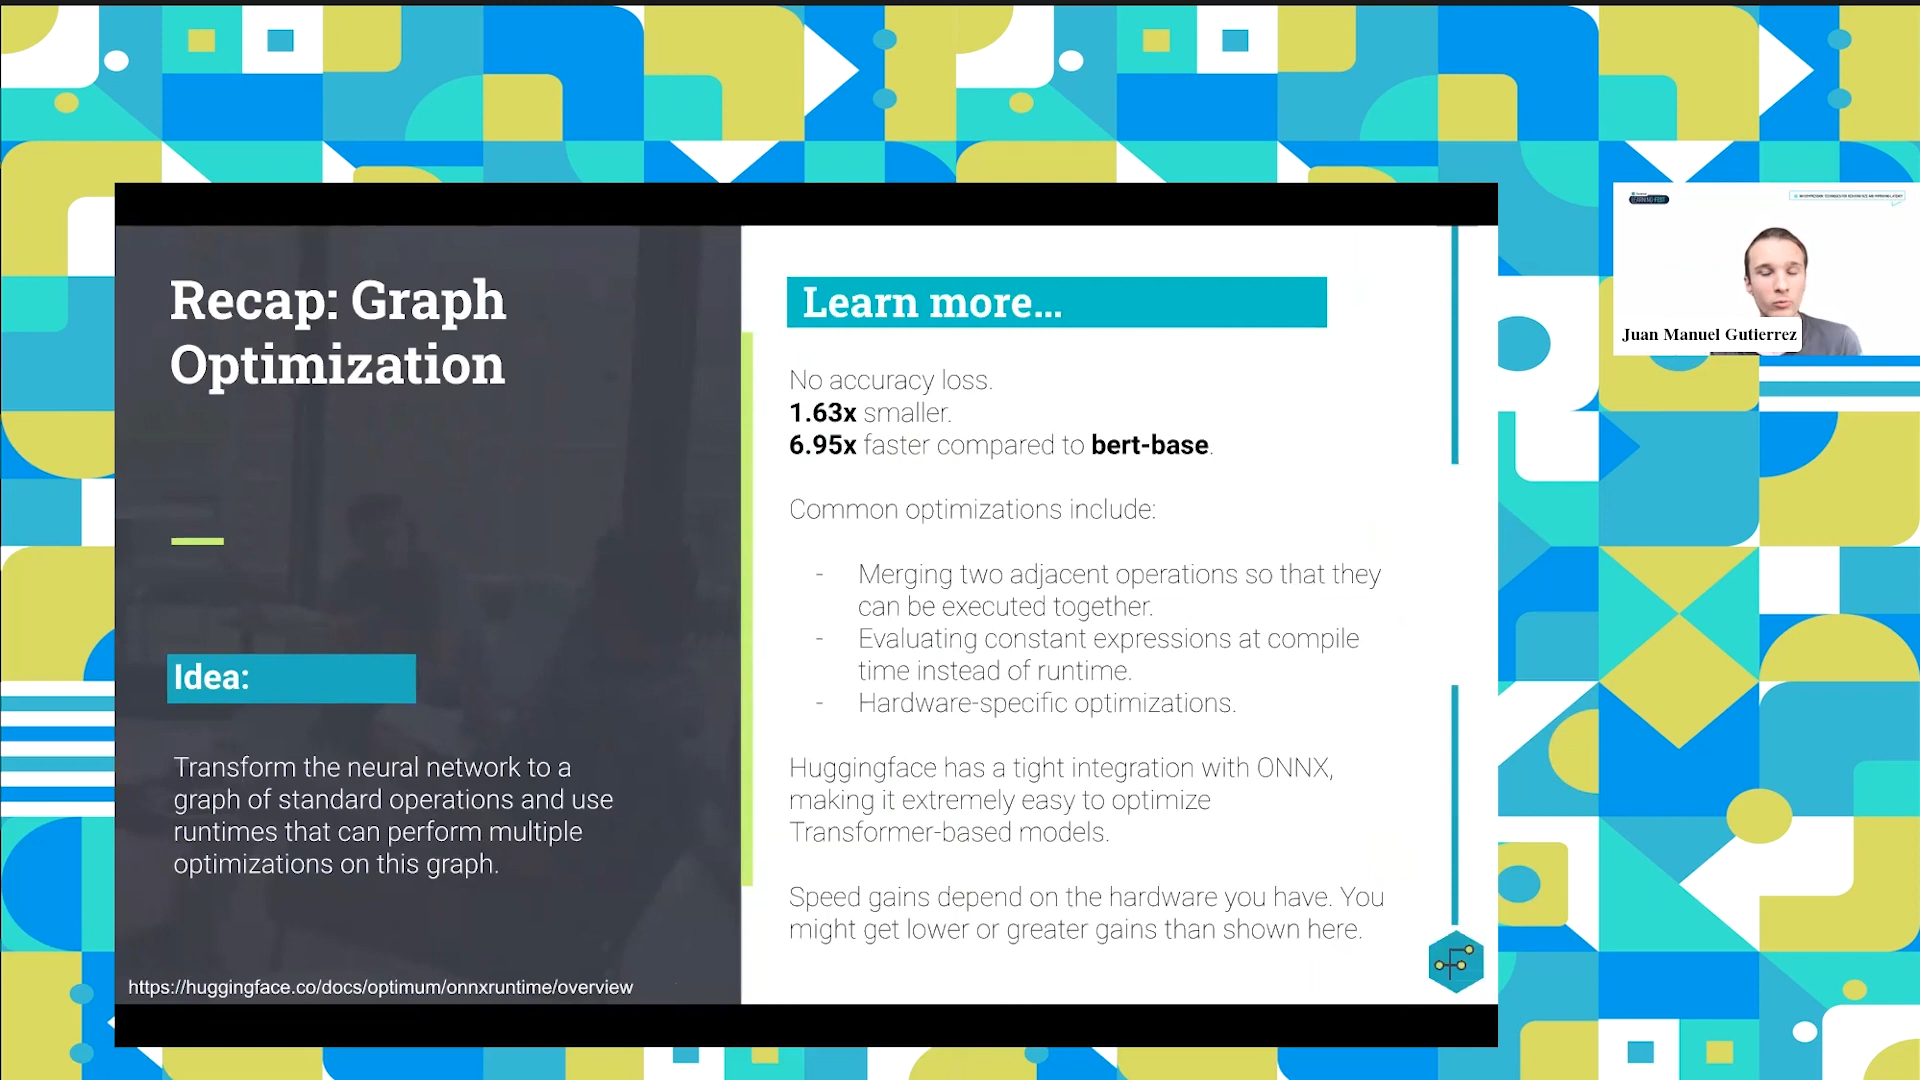 Recap: Graph
Optimization
Idea:
Transform the neural network to a
graph of standard operations and use
runtimes that can perform multiple
optimizations on this graph.
https://huggingface.co/docs/optimum/onnxruntime/overview
Learn more...
No accuracy loss.
1.63x smaller.
6.95x faster compared to bert-base.
Common optimizations include:
- Merging two adjacent operations so that they
can be executed together.
- Evaluating constant expressions at compile
time instead of runtime.
- Hardware-specific optimizations.
Huggingface has a tight integration with ONNX,
making it extremely easy to optimize
Transformer-based models.
Speed gains depend on the hardware you have. You
might get lower or greater gains than shown here.
Juan Manuel Gutierrez